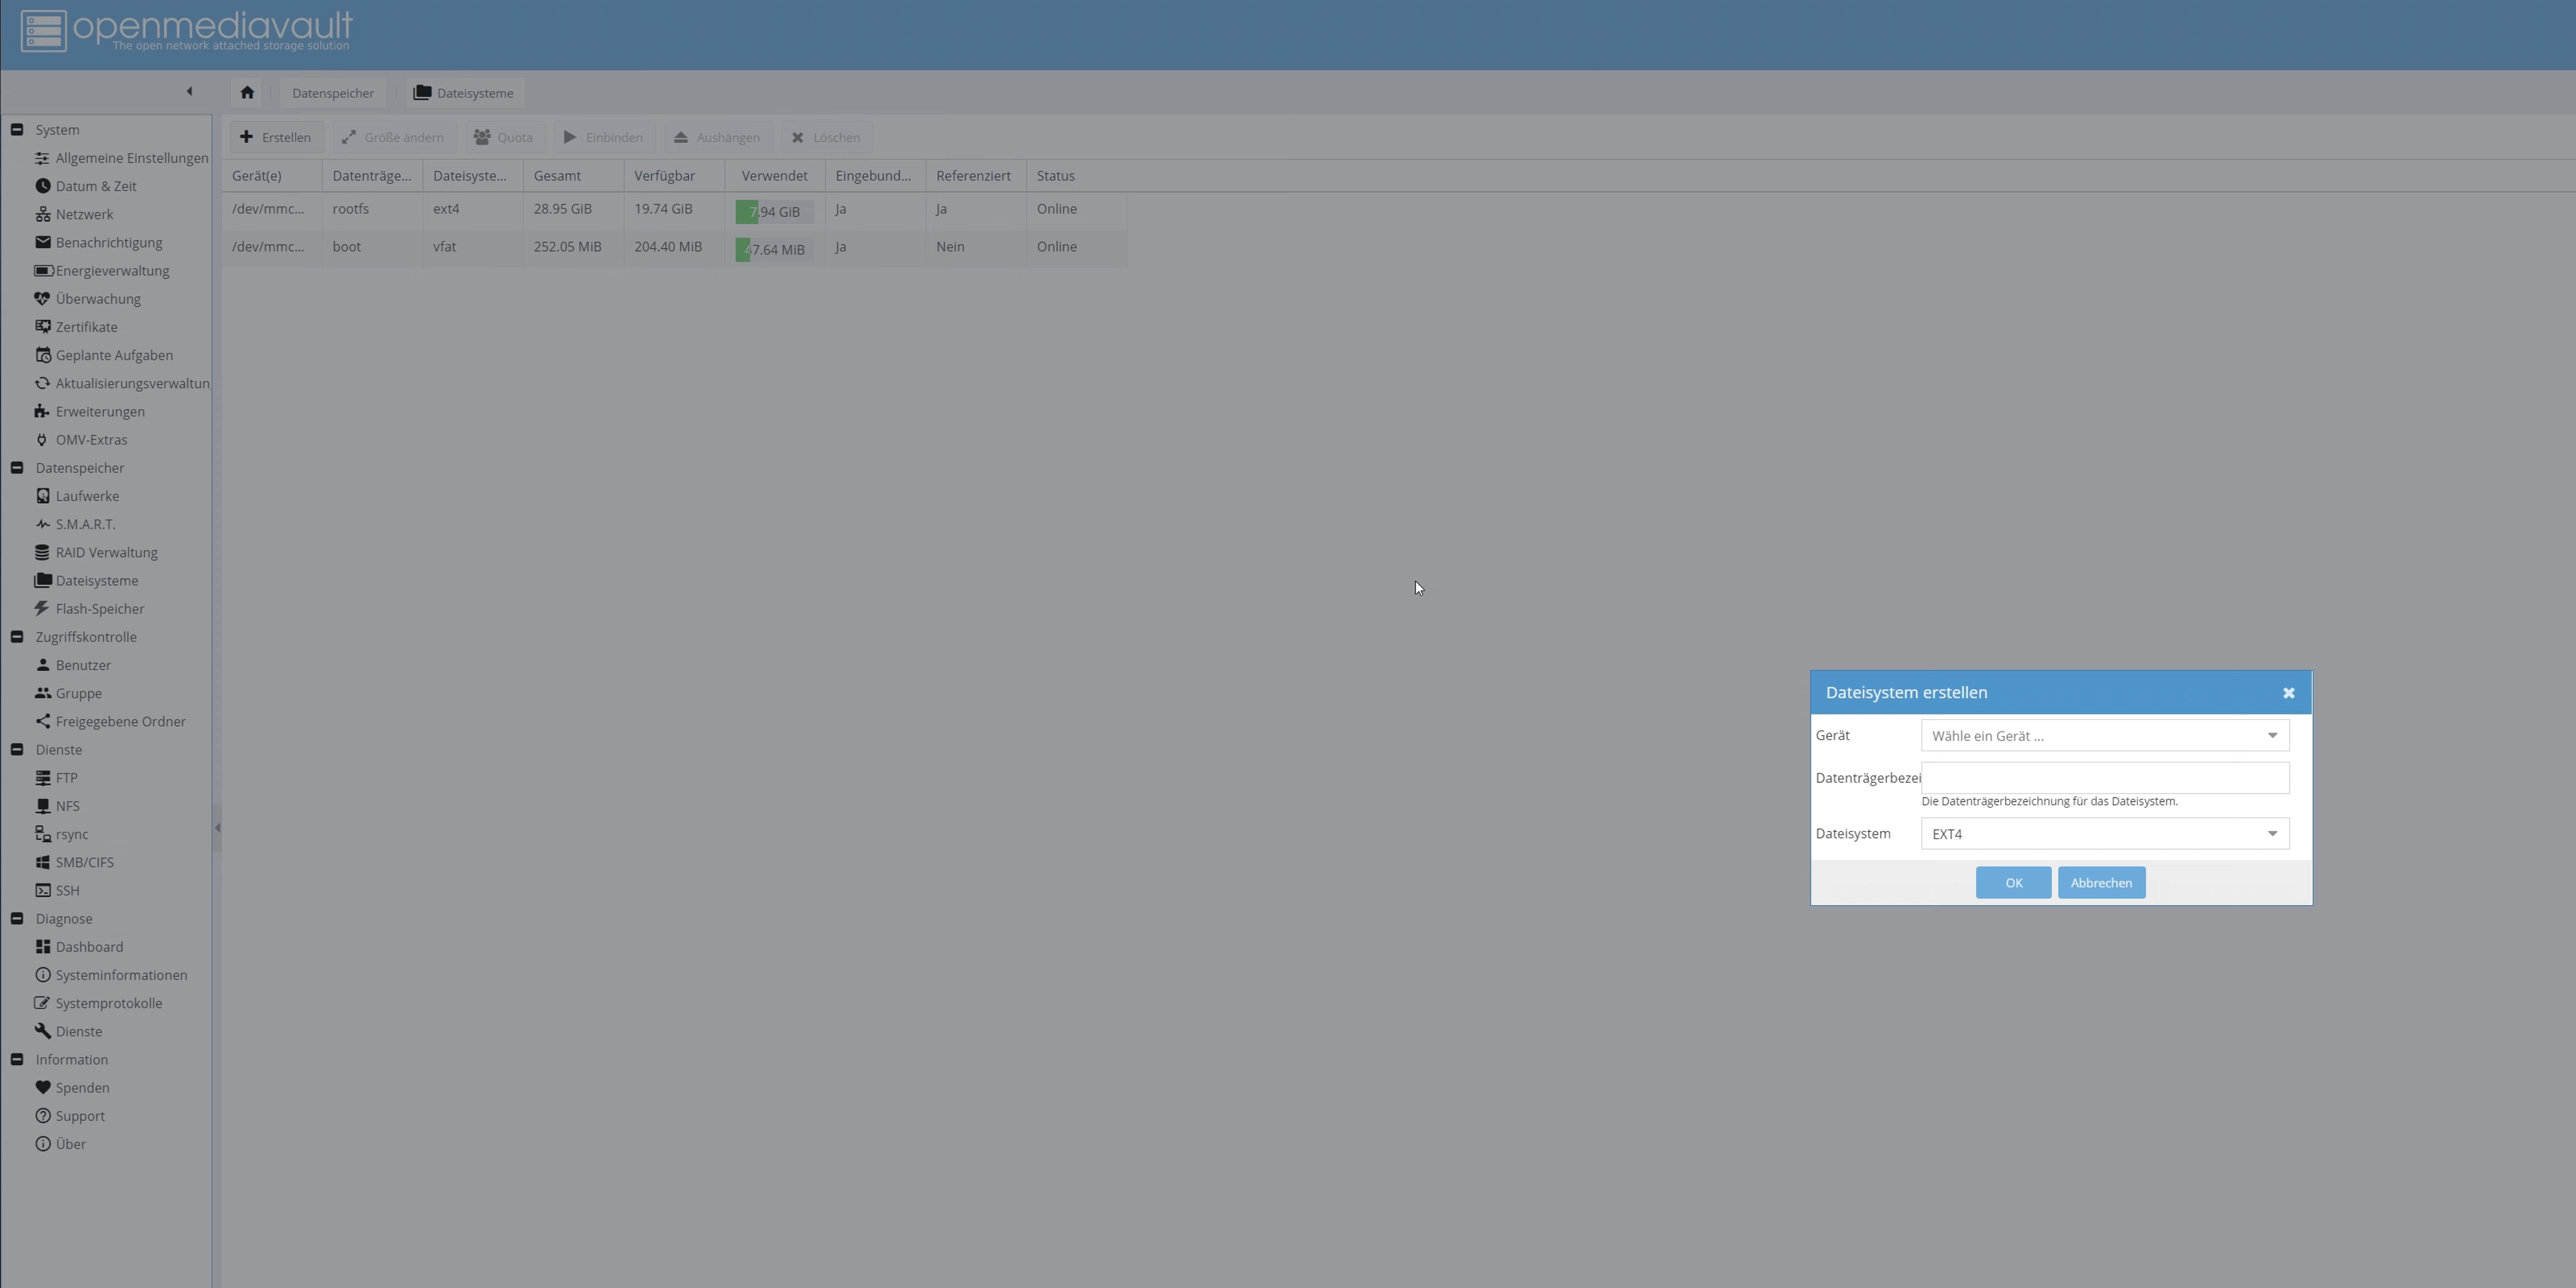 openmediavault
The open network attached storage solution
Datenspeicher
Dateisysteme
Erstellen
Größe ändern
Quota
Einbinden
Aushängen
Löschen
Gerät(e) Datenträge... Dateisyste... Gesamt Verfügbar Verwendet Eingebund... Referenziert Status
/dev/mmc... rootfs ext4 28.95 GiB 19.74 GiB 7.94 GiB Ja Ja Online
/dev/mmc... boot vfat 252.05 MiB 204.40 MiB 47.64 MiB Ja Nein Online
System
Allgemeine Einstellungen
Datum & Zeit
Netzwerk
Benachrichtigung
Energieverwaltung
Überwachung
Zertifikate
Geplante Aufgaben
Aktualisierungsverwaltun
Erweiterungen
OMV-Extras
Datenspeicher
Laufwerke
S.M.A.R.T.
RAID Verwaltung
Dateisysteme
Flash-Speicher
Zugriffskontrolle
Benutzer
Gruppe
Freigegebene Ordner
Dienste
FTP
NFS
rsync
SMB/CIFS
SSH
Diagnose
Dashboard
Systeminformationen
Systemprotokolle
Dienste
Information
Spenden
Support
Über
Dateisystem erstellen
Gerät Wähle ein Gerät ...
Datenträgerbezei
Die Datenträgerbezeichnung für das Dateisystem.
Dateisystem EXT4
OK Abbrechen